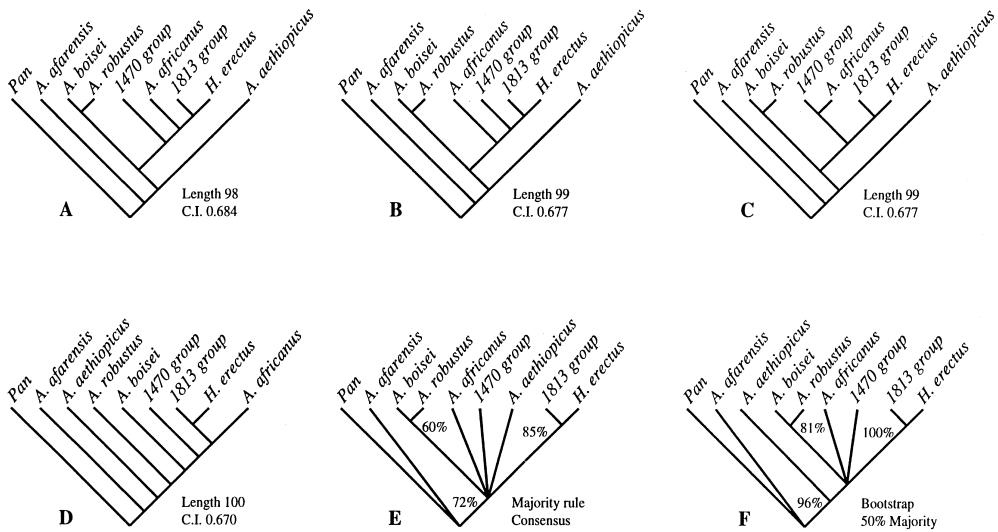 Pan
A. afarensis
A. boisei
A. robustus
1470 group
A. africanus
1813 group
H. erectus
A. aethiopicus
A
Length 98
C.I. 0.684
Pan
A. afarensis
A. boisei
A. robustus
A. africanus
1470 group
1813 group
H. erectus
A. aethiopicus
B
Length 99
C.I. 0.677
Pan
A. afarensis
A. boisei
A. robustus
1470 group
A. africanus
1813 group
H. erectus
A. aethiopicus
C
Length 99
C.I. 0.677
Pan
A. afarensis
A. aethiopicus
A. robustus
A. boisei
1470 group
1813 group
H. erectus
A. africanus
D
Length 100
C.I. 0.670
Pan
A. afarensis
A. boisei
A. robustus
A. africanus
1470 group
A. aethiopicus
1813 group
H. erectus
60%
85%
72%
E
Majority rule
Consensus
Pan
A. afarensis
A. aethiopicus
A. boisei
A. robustus
A. africanus
1470 group
1813 group
H. erectus
81%
100%
96%
F
Bootstrap
50% Majority